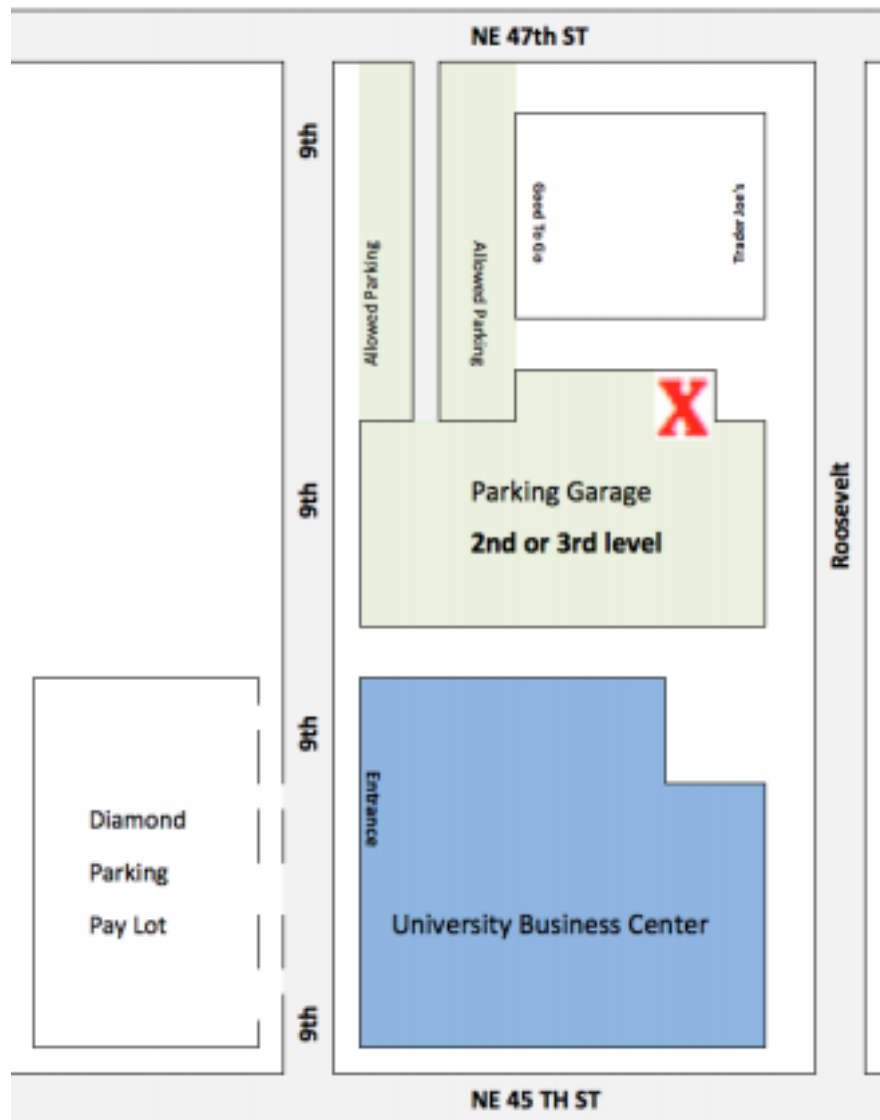 NE 47th ST
9th
Good To Go
Trader Joe's
Allowed Parking
Allowed Parking
X
9th
Parking Garage
2nd or 3rd level
Roosevelt
9th
Entrance
Diamond
Parking
Pay Lot
University Business Center
9th
NE 45 TH ST